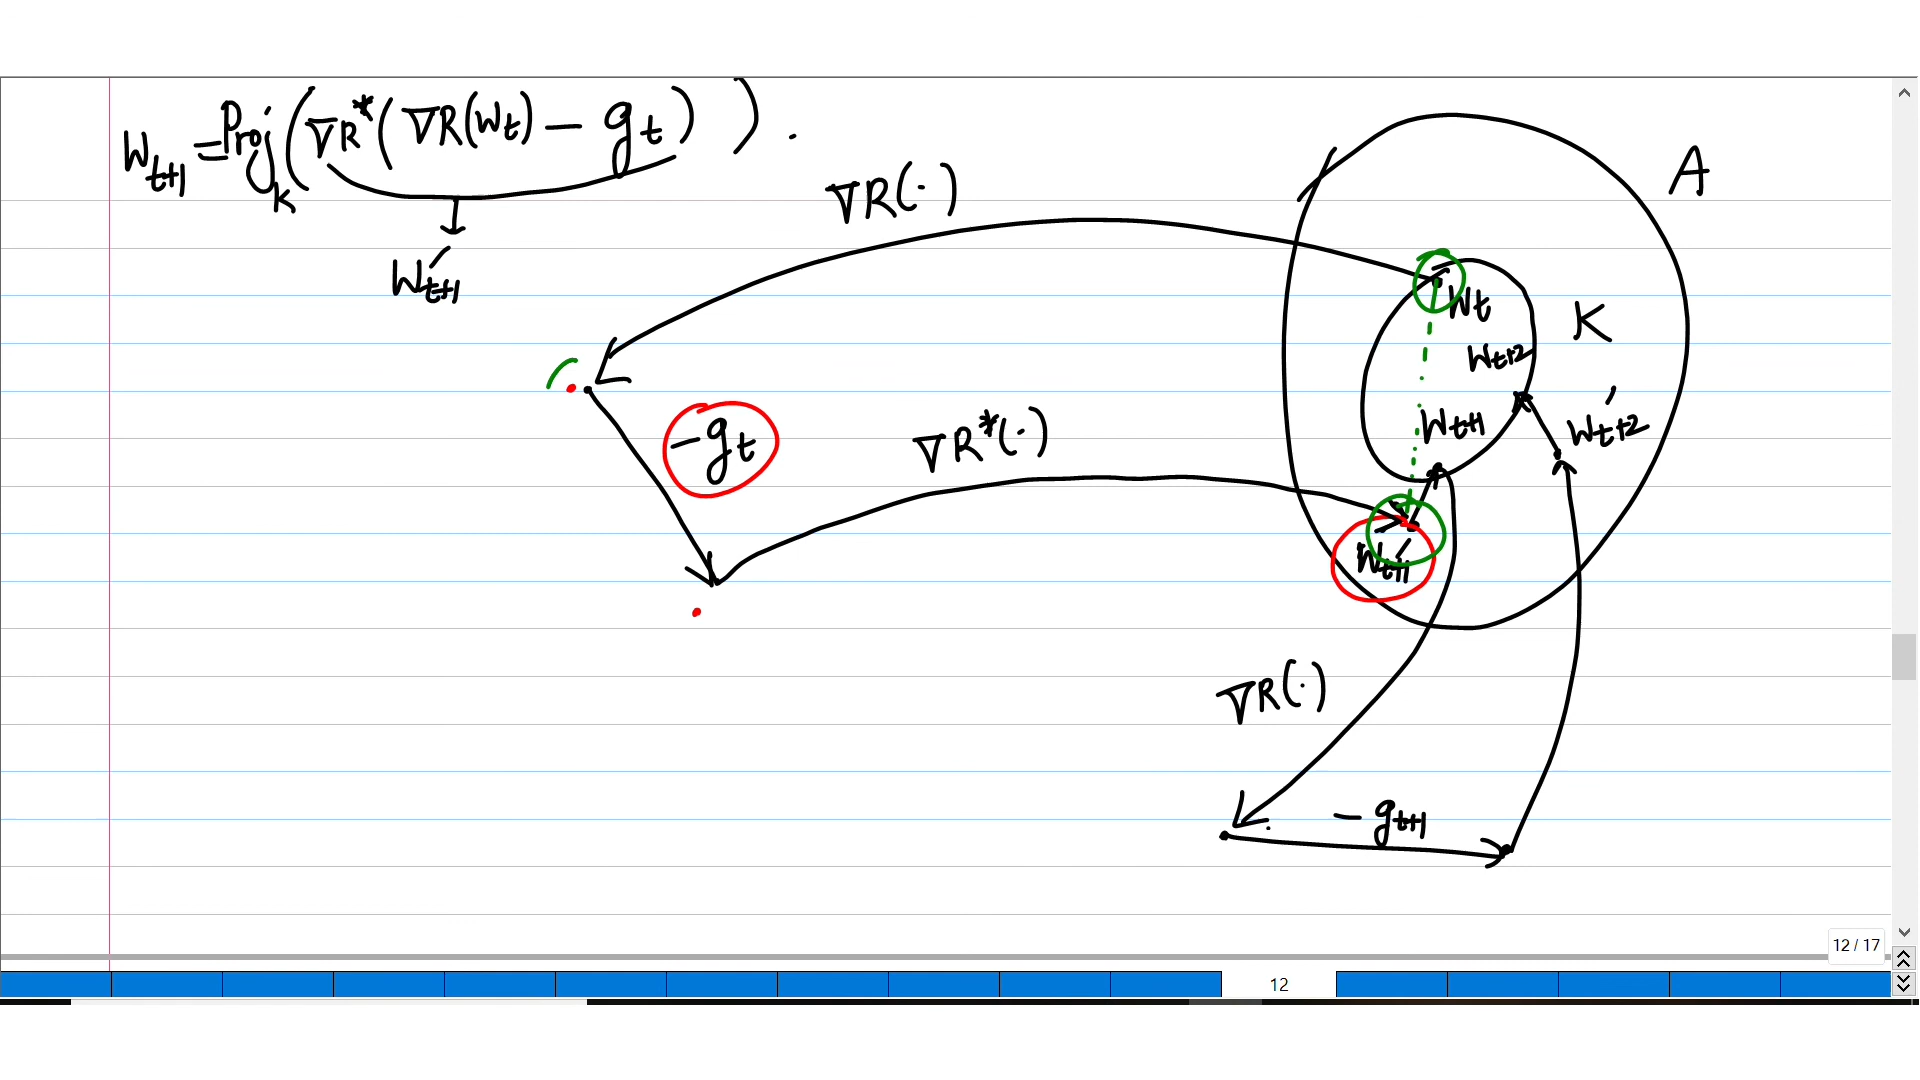 W_{t+1} = Proj_K (∇R*(∇R(W_t) − g_t)).
W'_{t+1}
∇R(·)
A
W_t
K
W_{t+2}
−g_t
∇R*(·)
W_{t+1}
W'_{t+2}
W'_{t+1}
∇R(·)
−g_{t+1}
12 / 17
12